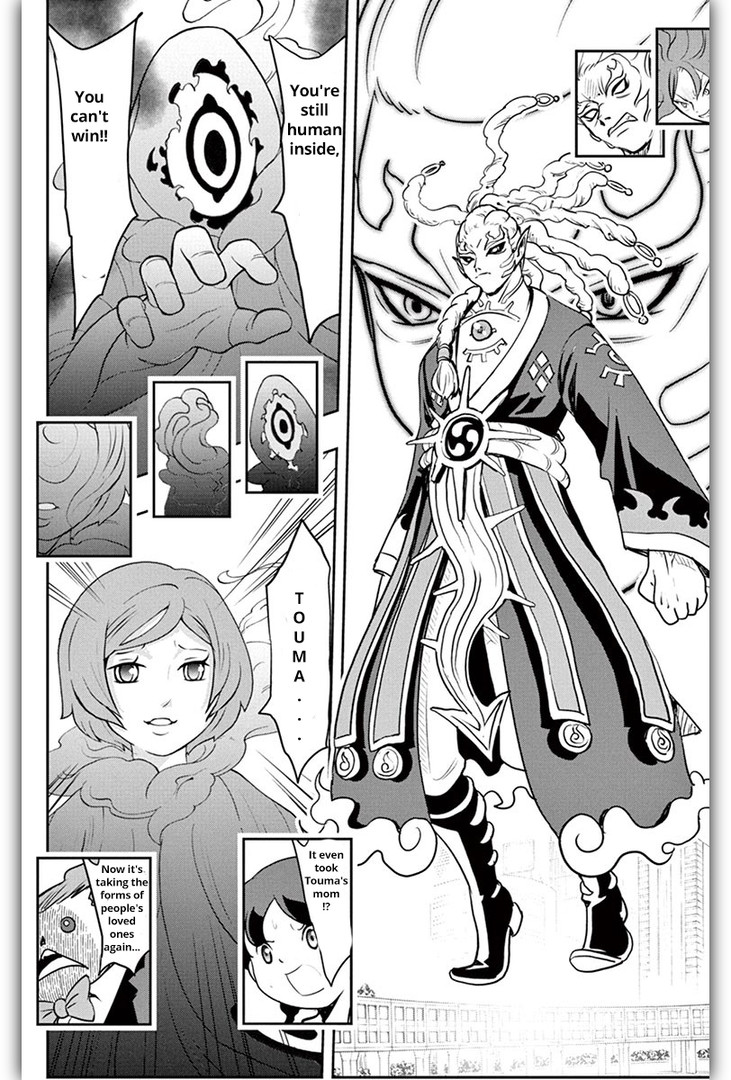 You're
still
human
inside,
You
can't
win!!
T
O
U
M
A
.
.
.
It even
took
Touma's
mom
!?
Now it's
taking the
forms of
people's
loved
ones
again...